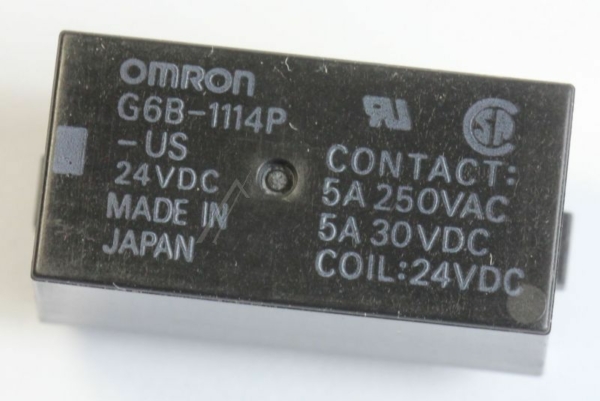 OMRON
G6B-1114P
-US
24VDC
MADE IN
JAPAN
CONTACT:
5A 250VAC
5A 30VDC
COIL:24VDC